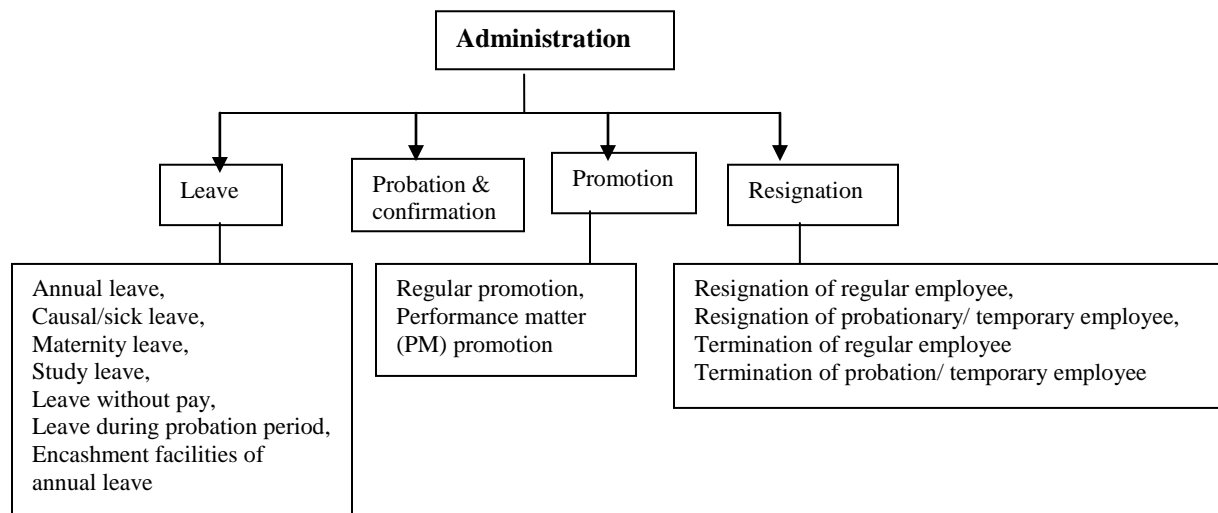 Administration
Leave
Probation &
confirmation
Promotion
Resignation
Annual leave,
Causal/sick leave,
Maternity leave,
Study leave,
Leave without pay,
Leave during probation period,
Encashment facilities of
annual leave
Regular promotion,
Performance matter
(PM) promotion
Resignation of regular employee,
Resignation of probationary/ temporary employee,
Termination of regular employee
Termination of probation/ temporary employee